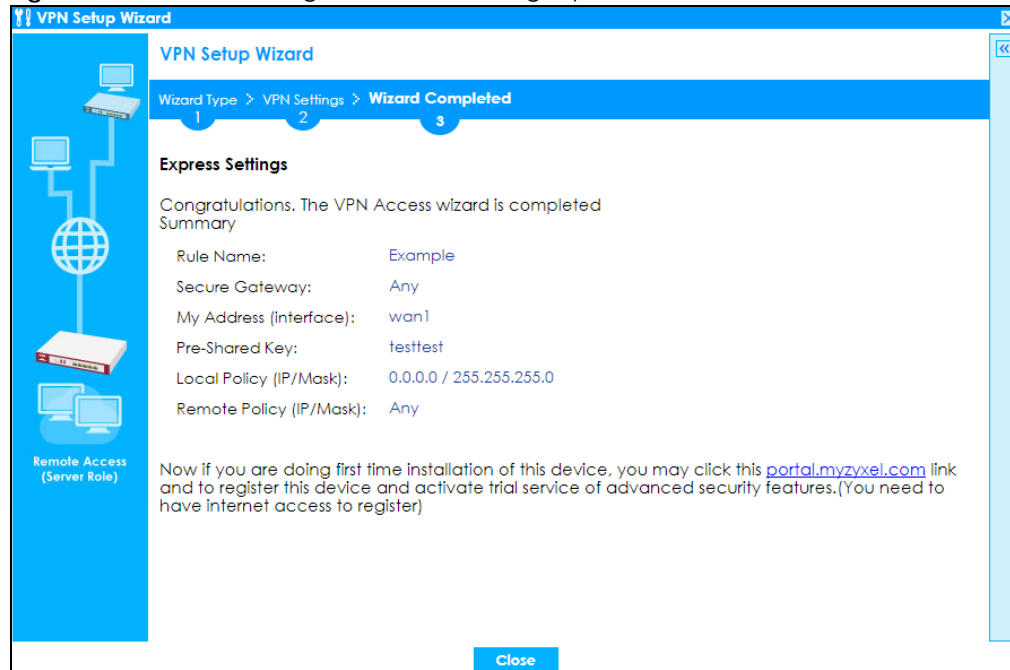 VPN Setup Wizard
VPN Setup Wizard
Wizard Type > VPN Settings > Wizard Completed
1 2 3
Express Settings
Congratulations. The VPN Access wizard is completed
Summary
Rule Name: Example
Secure Gateway: Any
My Address (interface): wan1
Pre-Shared Key: testtest
Local Policy (IP/Mask): 0.0.0.0 / 255.255.255.0
Remote Policy (IP/Mask): Any
Remote Access
(Server Role)
Now if you are doing first time installation of this device, you may click this portal.myzyxel.com link
and to register this device and activate trial service of advanced security features.(You need to
have internet access to register)
Close